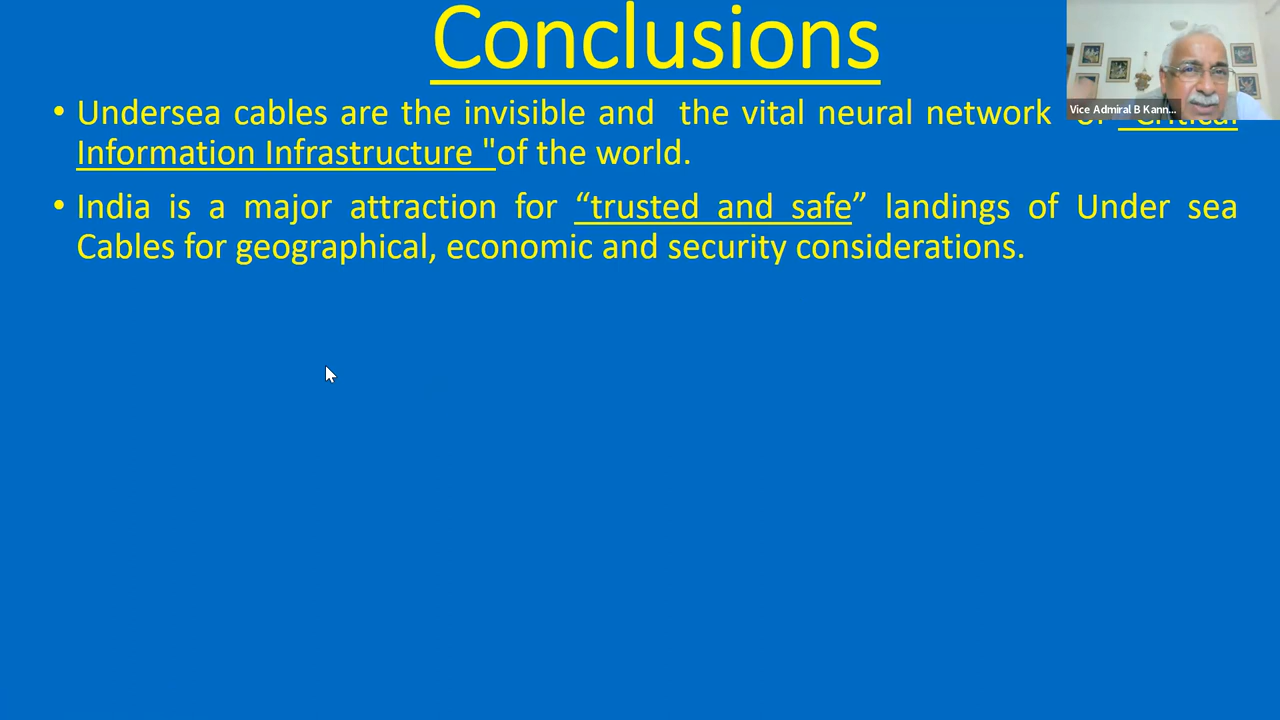 Conclusions
Vice Admiral B Kann...
• Undersea cables are the invisible and the vital neural network
Information Infrastructure "of the world.
• India is a major attraction for “trusted and safe” landings of Under sea
Cables for geographical, economic and security considerations.